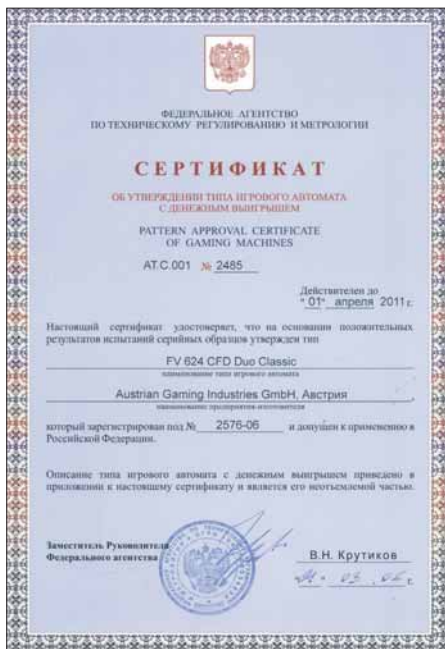 ФЕДЕРАЛЬНОЕ АГЕНТСТВО
ПО ТЕХНИЧЕСКОМУ РЕГУЛИРОВАНИЮ И МЕТРОЛОГИИ
СЕРТИФИКАТ
ОБ УТВЕРЖДЕНИИ ТИПА ИГРОВОГО АВТОМАТА
С ДЕНЕЖНЫМ ВЫИГРЫШЕМ
PATTERN APPROVAL CERTIFICATE
OF GAMING MACHINES
AT.C.001 № 2485
Действителен до
"01" апреля 2011 г.
Настоящий сертификат удостоверяет, что на основании положительных
результатов испытаний серийных образцов утвержден тип
FV 624 CFD Duo Classic
наименование типа игрового автомата
Austrian Gaming Industries GmbH, Австрия
наименование предприятия-изготовителя
который зарегистрирован под № 2576-06 и допущен к применению в
Российской Федерации.
Описание типа игрового автомата с денежным выигрышем приведено в
приложении к настоящему сертификату и является его неотъемлемой частью.
Заместитель Руководителя
Федерального агентства
В.Н. Крутиков